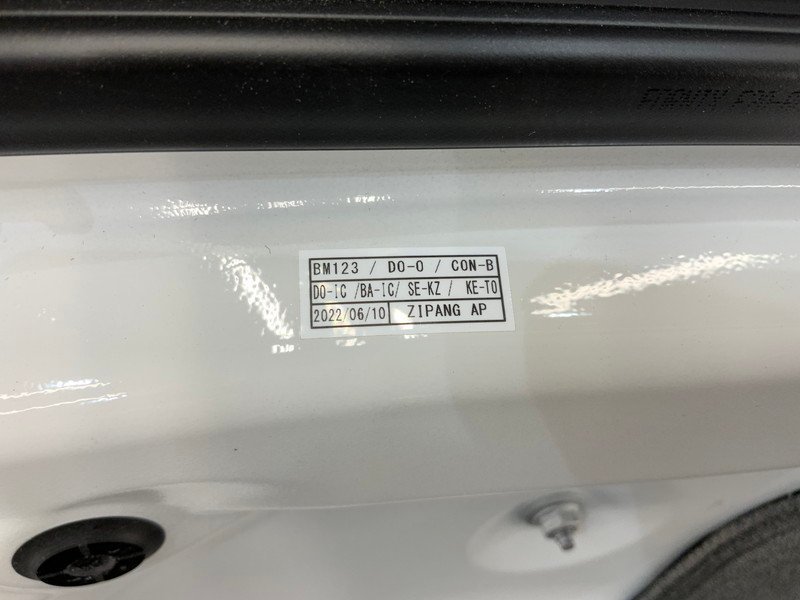 BM123 / DO-O / CON-B
DO-IC /BA-IC/ SE-KZ / KE-TO
2022/06/10 ZIPANG AP